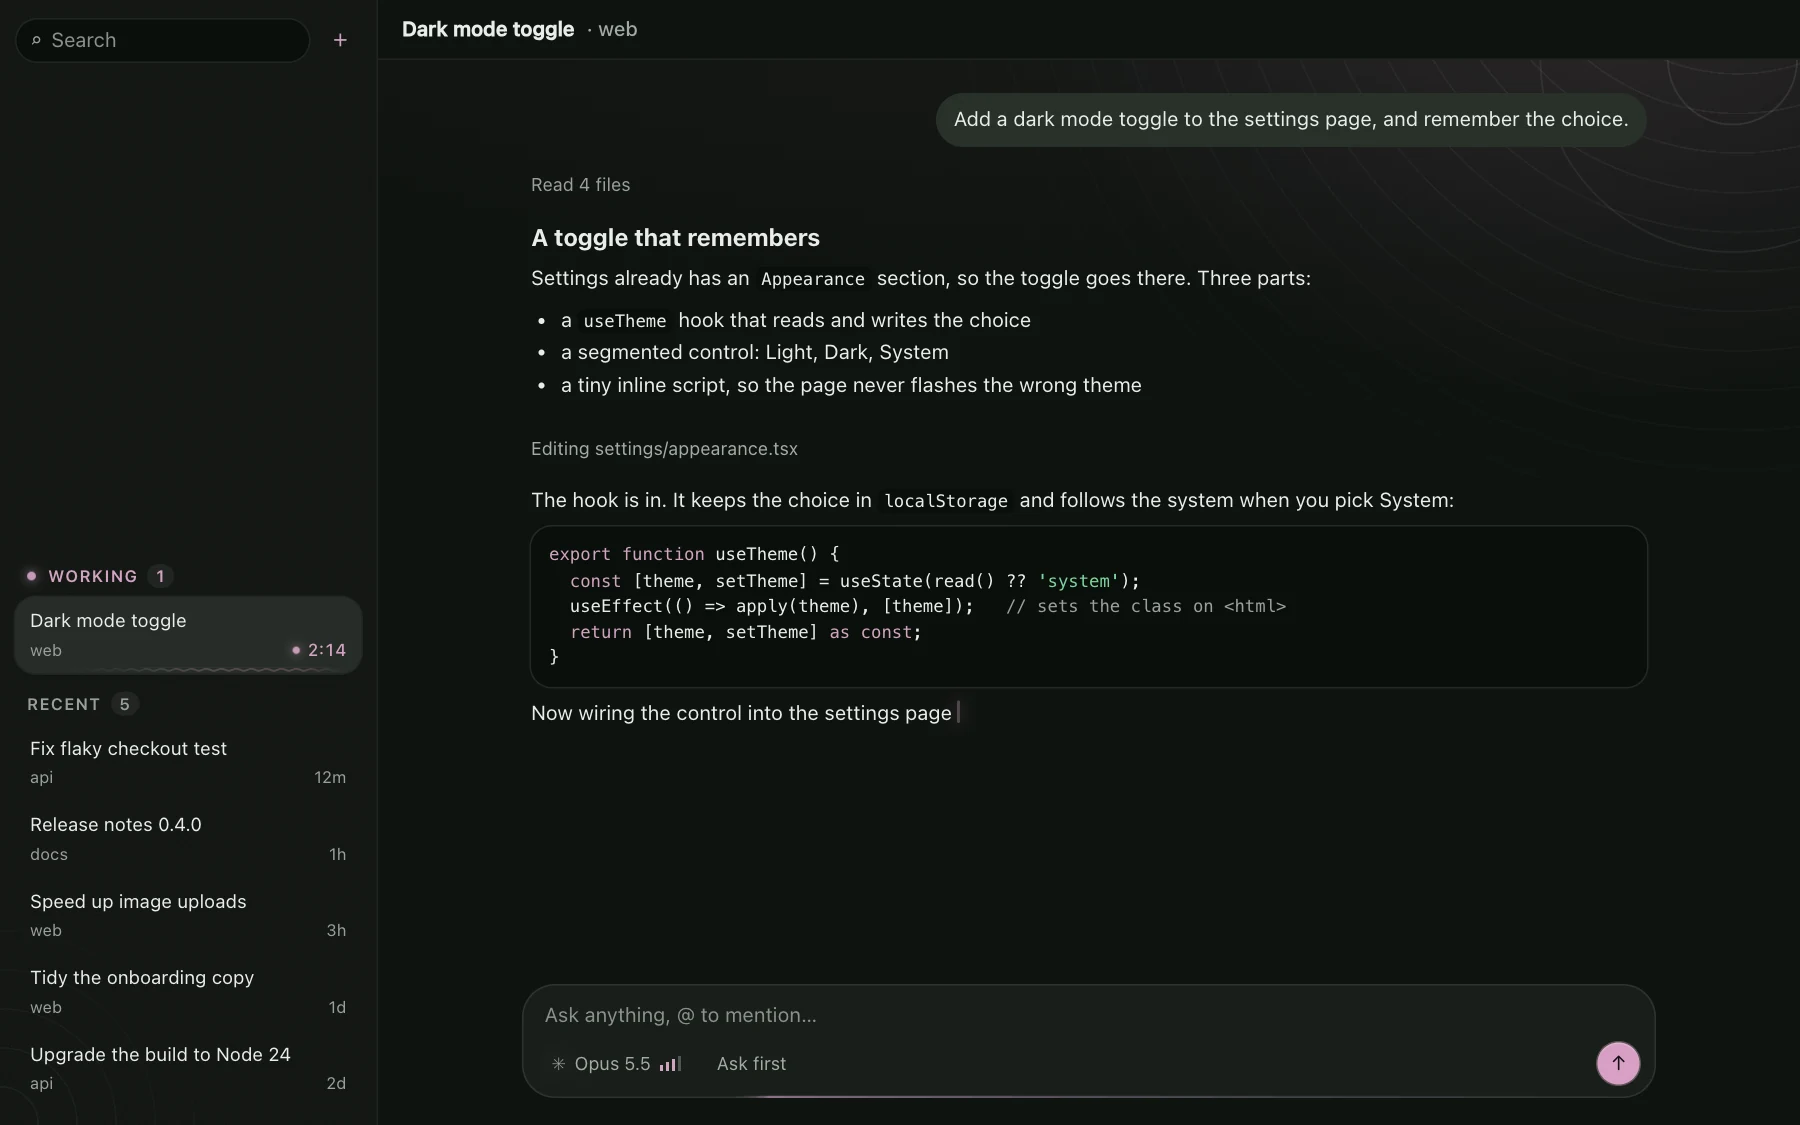 Search
+
WORKING 1
Dark mode toggle
web 2:14
RECENT 5
Fix flaky checkout test
api 12m
Release notes 0.4.0
docs 1h
Speed up image uploads
web 3h
Tidy the onboarding copy
web 1d
Upgrade the build to Node 24
api 2d
Dark mode toggle · web
Add a dark mode toggle to the settings page, and remember the choice.
Read 4 files
A toggle that remembers
Settings already has an Appearance section, so the toggle goes there. Three parts:
• a useTheme hook that reads and writes the choice
• a segmented control: Light, Dark, System
• a tiny inline script, so the page never flashes the wrong theme
Editing settings/appearance.tsx
The hook is in. It keeps the choice in localStorage and follows the system when you pick System:
export function useTheme() {
  const [theme, setTheme] = useState(read() ?? 'system');
  useEffect(() => apply(theme), [theme]);   // sets the class on <html>
  return [theme, setTheme] as const;
}
Now wiring the control into the settings page
Ask anything, @ to mention...
Opus 5.5 Ask first